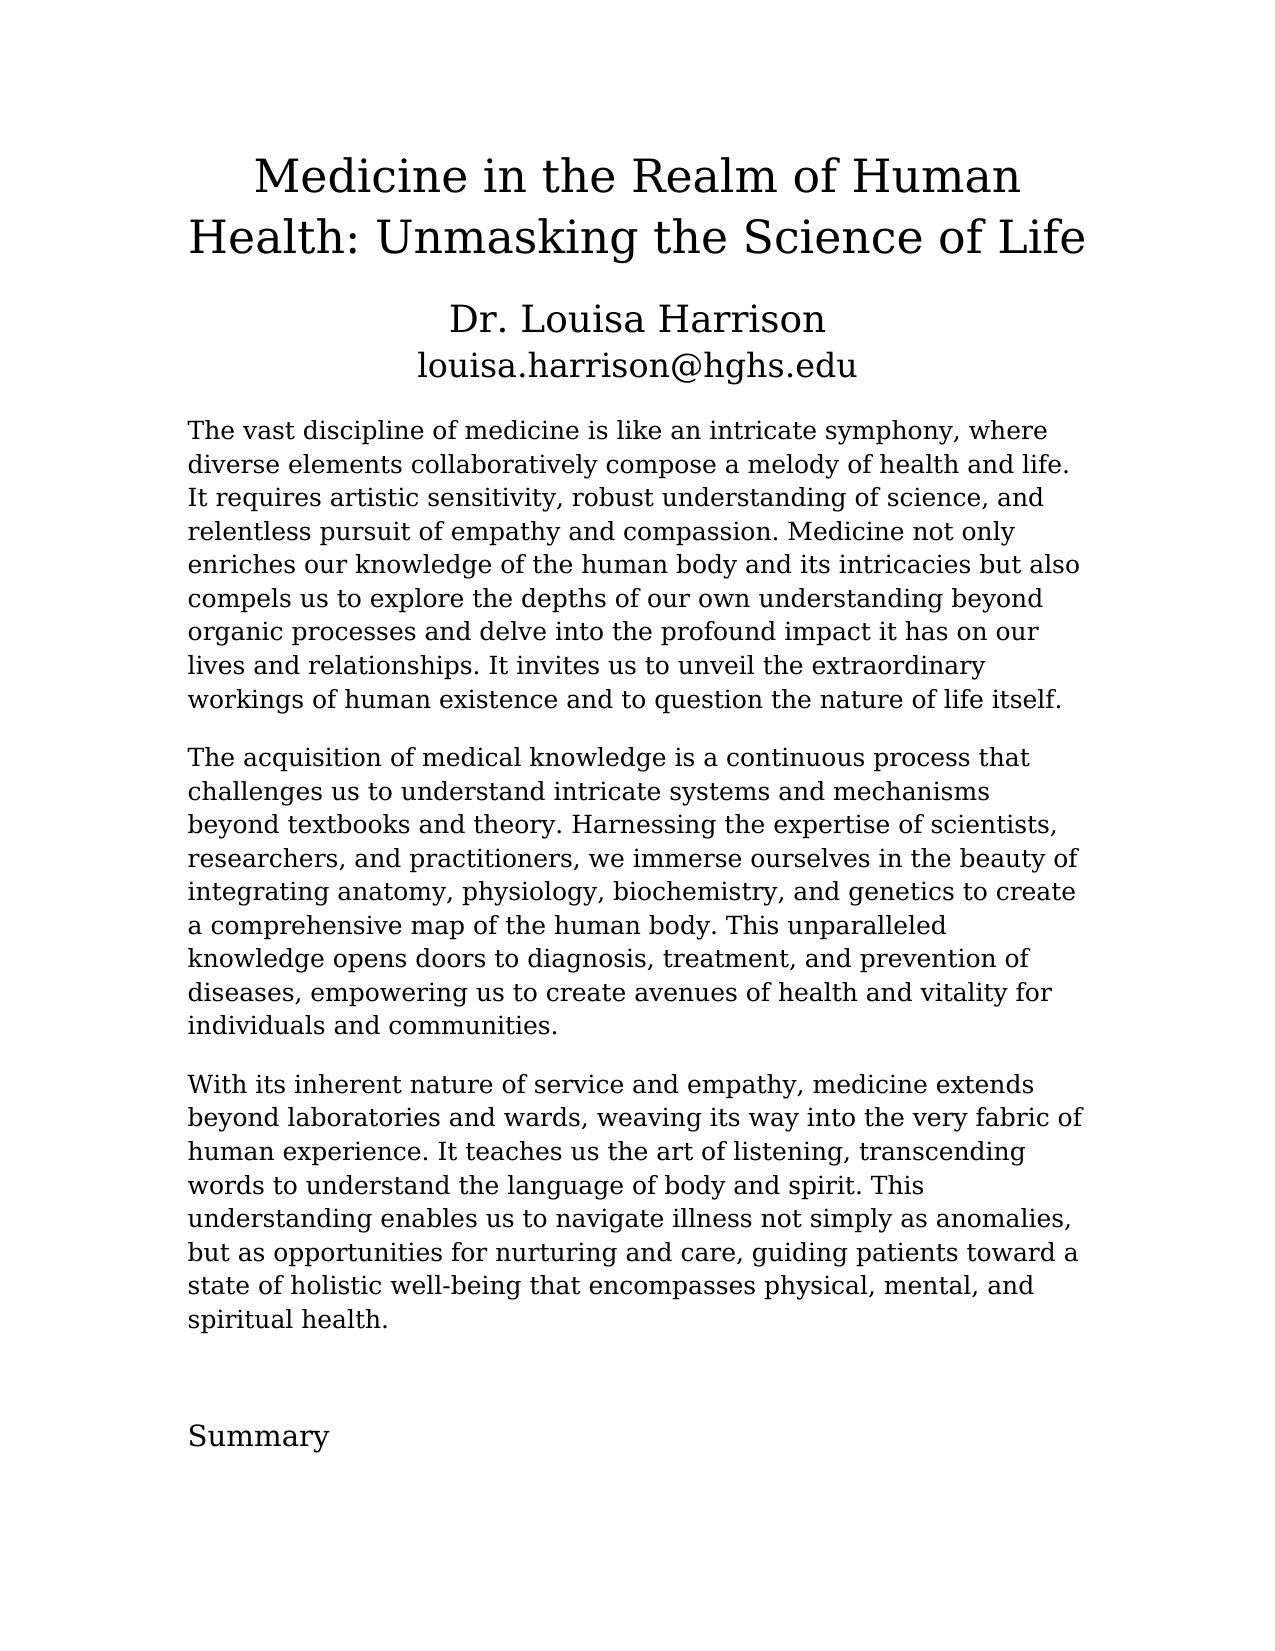 Medicine in the Realm of Human
Health: Unmasking the Science of Life
Dr. Louisa Harrison
louisa.harrison@hghs.edu
The vast discipline of medicine is like an intricate symphony, where
diverse elements collaboratively compose a melody of health and life.
It requires artistic sensitivity, robust understanding of science, and
relentless pursuit of empathy and compassion. Medicine not only
enriches our knowledge of the human body and its intricacies but also
compels us to explore the depths of our own understanding beyond
organic processes and delve into the profound impact it has on our
lives and relationships. It invites us to unveil the extraordinary
workings of human existence and to question the nature of life itself.
The acquisition of medical knowledge is a continuous process that
challenges us to understand intricate systems and mechanisms
beyond textbooks and theory. Harnessing the expertise of scientists,
researchers, and practitioners, we immerse ourselves in the beauty of
integrating anatomy, physiology, biochemistry, and genetics to create
a comprehensive map of the human body. This unparalleled
knowledge opens doors to diagnosis, treatment, and prevention of
diseases, empowering us to create avenues of health and vitality for
individuals and communities.
With its inherent nature of service and empathy, medicine extends
beyond laboratories and wards, weaving its way into the very fabric of
human experience. It teaches us the art of listening, transcending
words to understand the language of body and spirit. This
understanding enables us to navigate illness not simply as anomalies,
but as opportunities for nurturing and care, guiding patients toward a
state of holistic well-being that encompasses physical, mental, and
spiritual health.
Summary